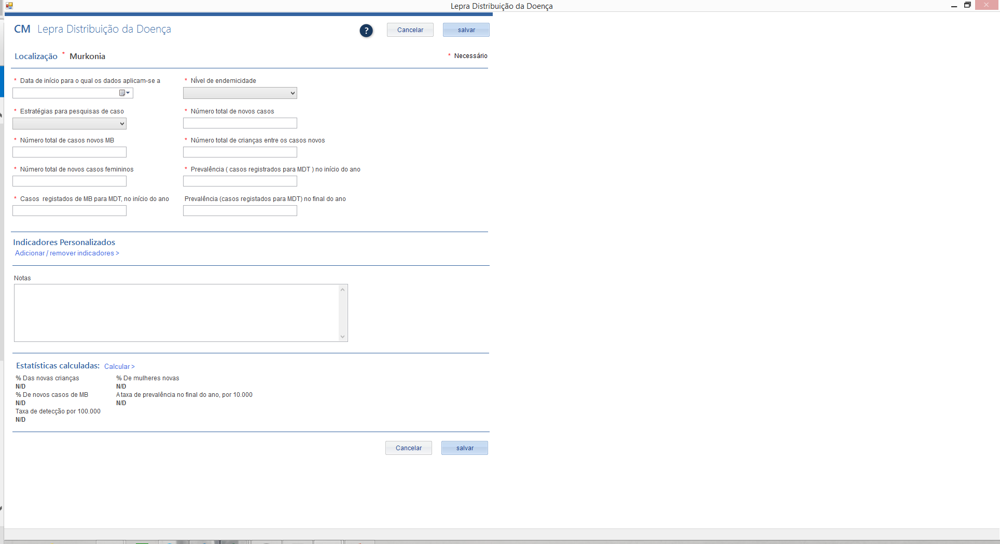 Lepra Distribuição da Doença
CM Lepra Distribuição da Doença
?
Cancelar
salvar
Localização * Murkonia
* Necessário
* Data de início para o qual os dados aplicam-se a
* Nível de endemicidade
* Estratégias para pesquisas de caso
* Número total de novos casos
* Número total de casos novos MB
* Número total de crianças entre os casos novos
* Número total de novos casos femininos
* Prevalência ( casos registrados para MDT ) no início do ano
* Casos  registados de MB para MDT, no início do ano
Prevalência (casos registados para MDT) no final do ano
Indicadores Personalizados
Adicionar / remover indicadores >
Notas
Estatísticas calculadas: Calcular >
% Das novas crianças
% De mulheres novas
N/D
N/D
% De novos casos de MB
A taxa de prevalência no final do ano, por 10.000
N/D
N/D
Taxa de detecção por 100.000
N/D
Cancelar
salvar